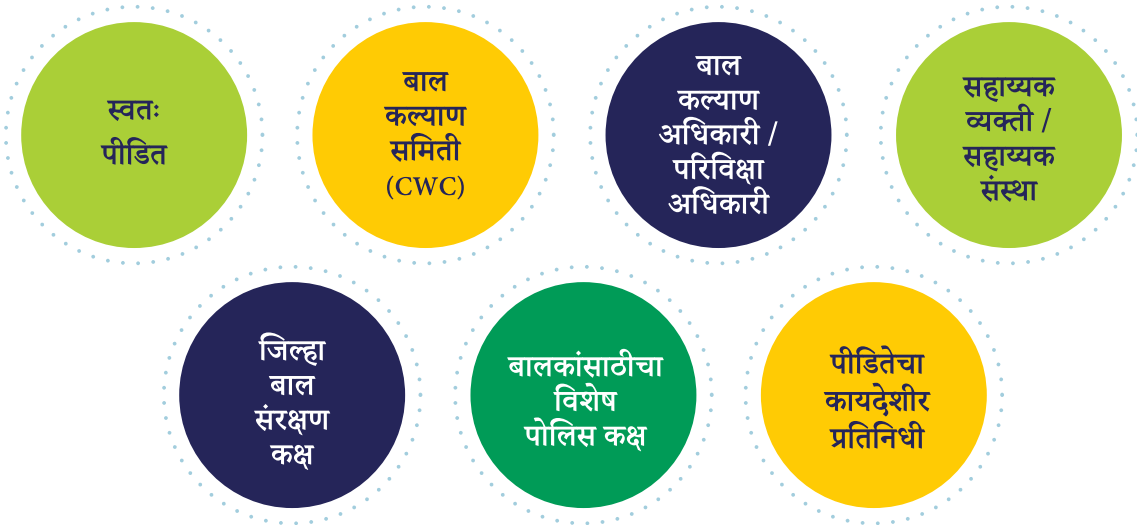 स्वतः
पीडित
बाल
कल्याण
समिती
(CWC)
बाल
कल्याण
अधिकारी /
परिविक्षा
अधिकारी
सहाय्यक
व्यक्ती /
सहाय्यक
संस्था
जिल्हा
बाल
संरक्षण
कक्ष
बालकांसाठीचा
विशेष
पोलिस कक्ष
पीडितेचा
कायदेशीर
प्रतिनिधी